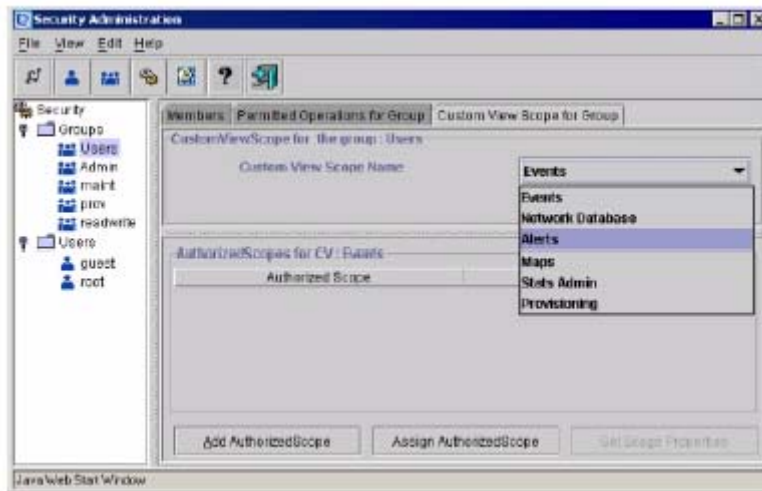 Security Administration
File View Edit Help
Security
Groups
Users
Admin
maint
prov
readwrite
Users
guest
root
Members Permitted Operations for Group Custom View Scope for Group
CustomViewScope for the group : Users
Custom View Scope Name
Events
Events
Network Database
Alerts
Maps
Stats Admin
Provisioning
AuthorizedScopes for CV : Events
Authorized Scope
Add AuthorizedScope Assign AuthorizedScope Get Scope Properties
Java Web Start Window